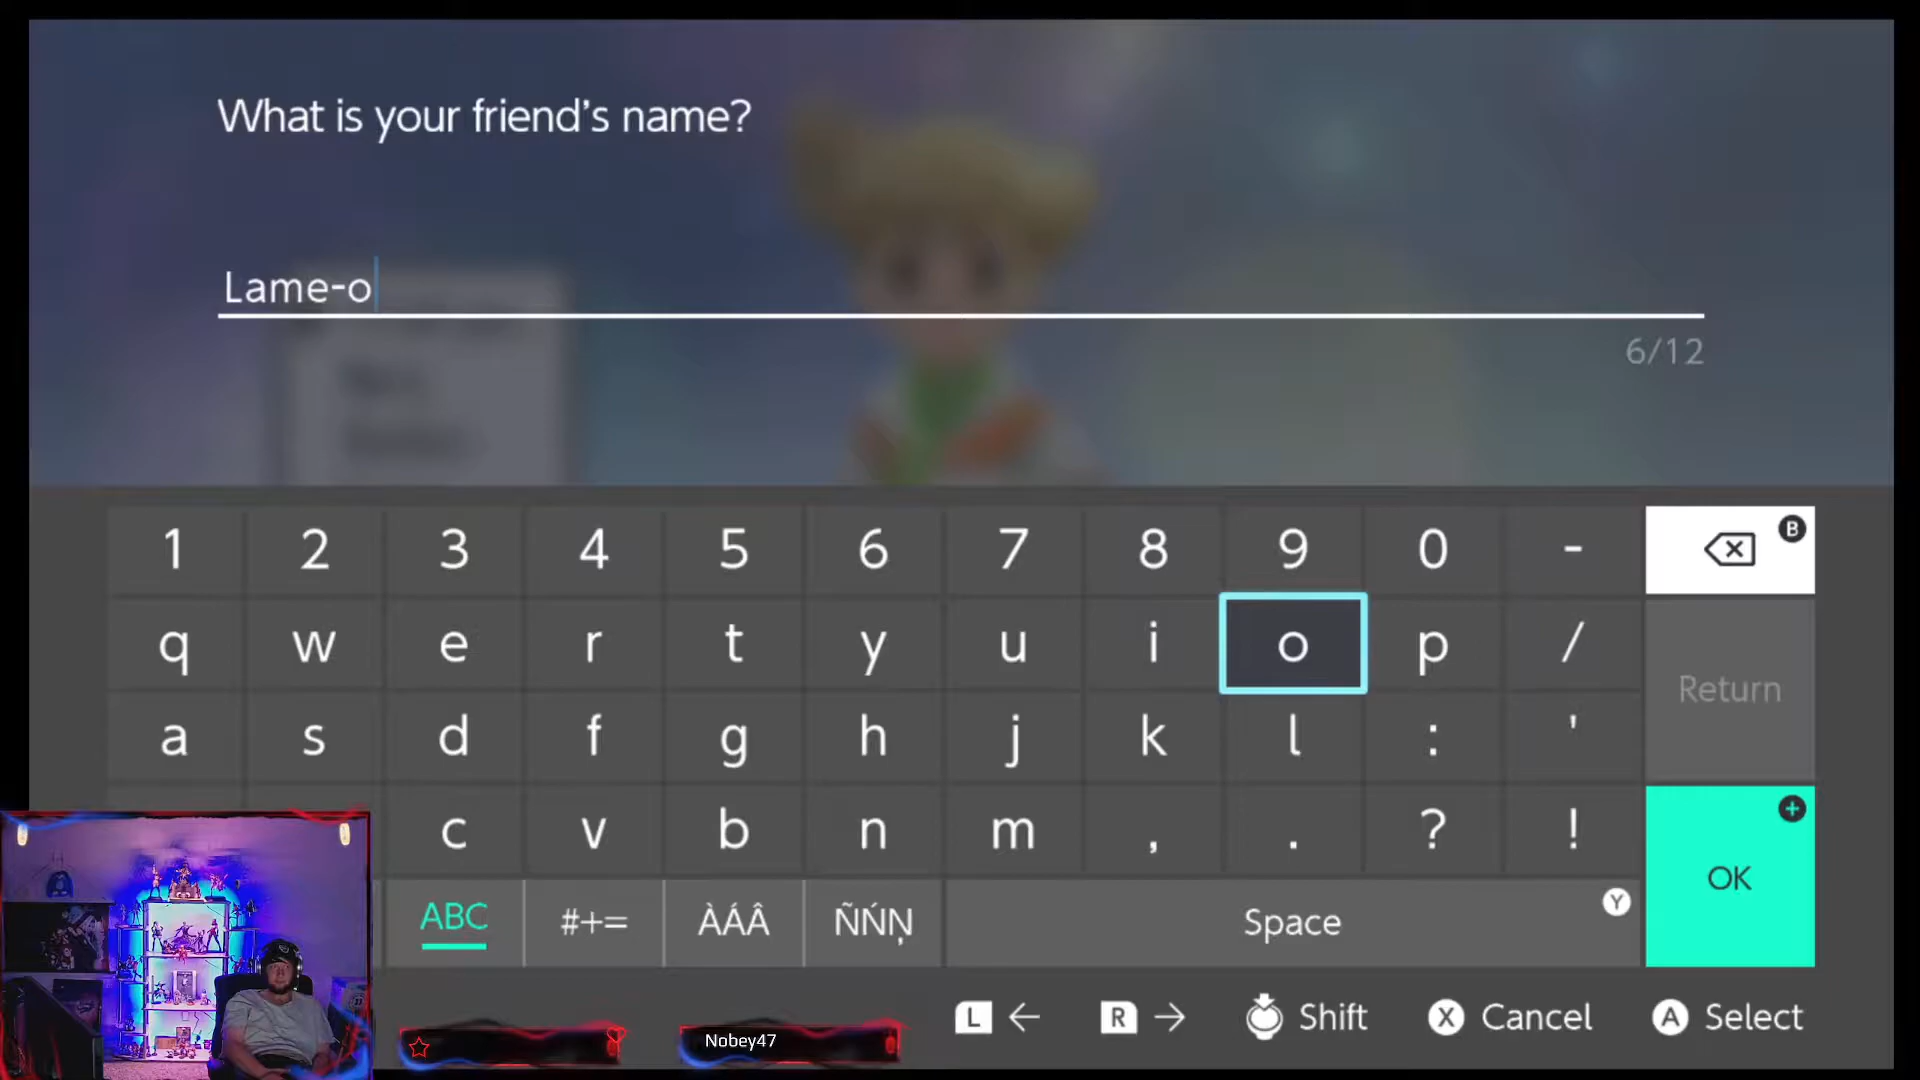 What is your friend's name?
Lame-o
6/12
1 2 3 4 5 6 7 8 9 0 - B
q w e r t y u i o p /
Return
a s d f g h j k l : '
c v b n m , . ? !
OK
ABC #+= ÀÁÂ ÑŃŅ Space Y
L ← R → Shift X Cancel A Select
Nobey47